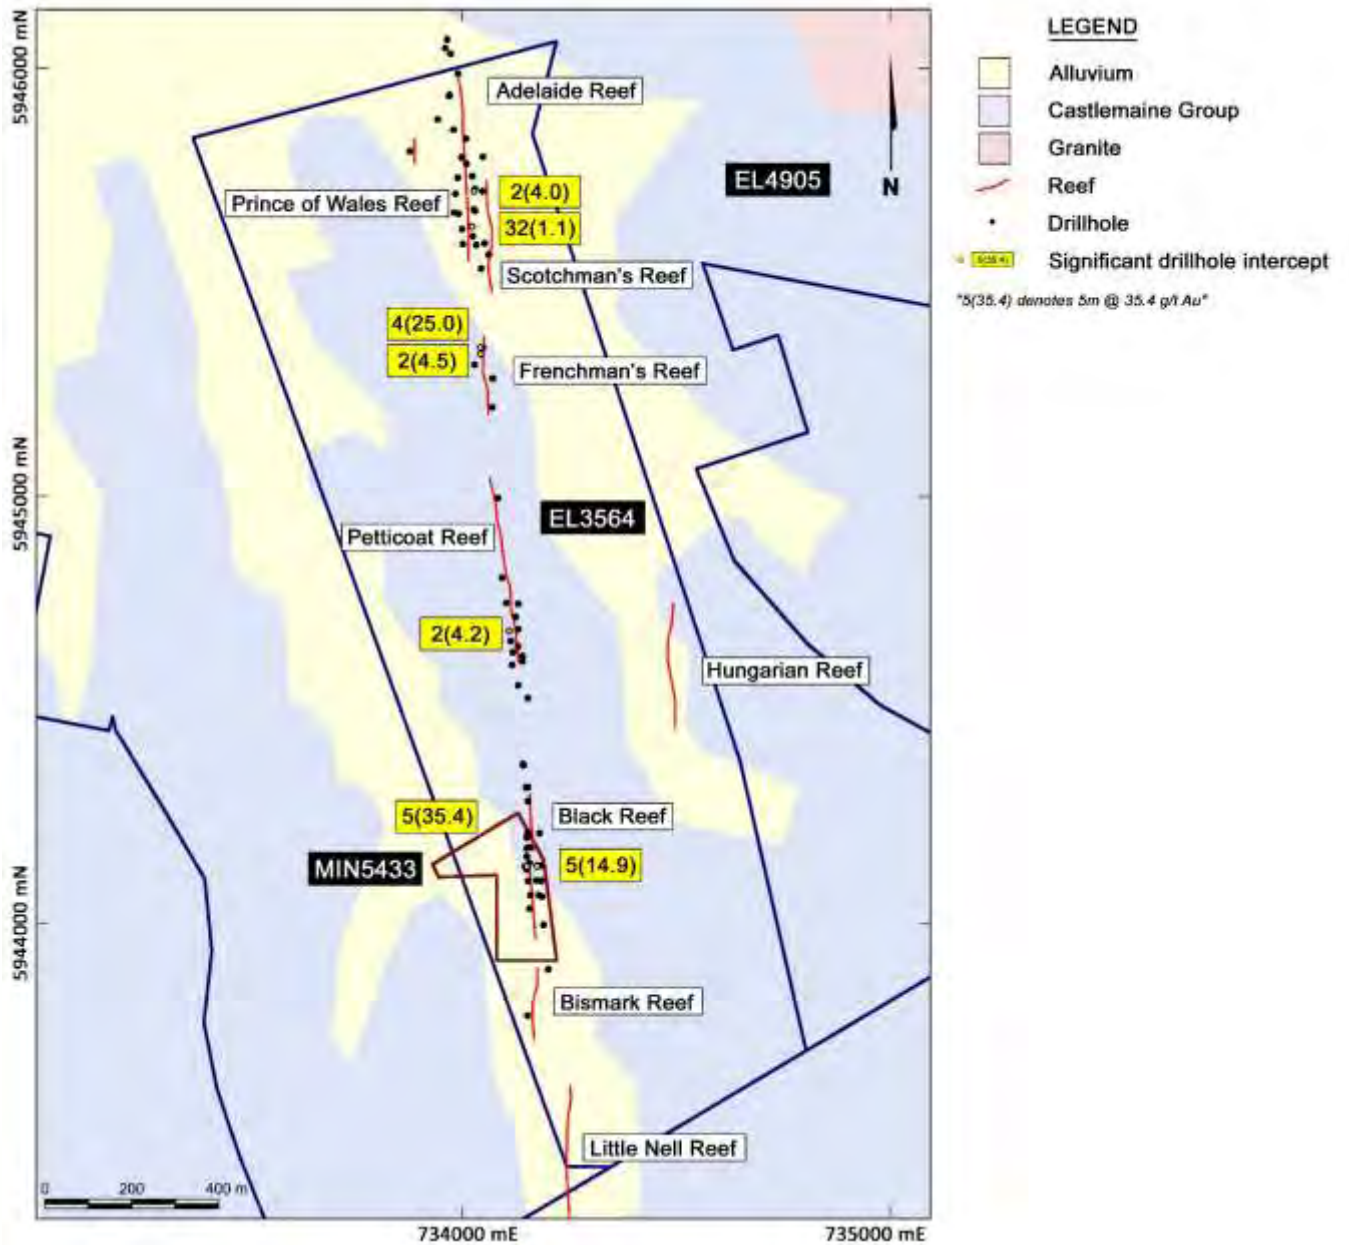 LEGEND
Alluvium
Castlemaine Group
Granite
Reef
Drillhole
5(35.4)
Significant drillhole intercept
"5(35.4) denotes 5m @ 35.4 g/t Au"
5946000 mN
5945000 mN
5944000 mN
Adelaide Reef
EL4905
N
Prince of Wales Reef
2(4.0)
32(1.1)
Scotchman's Reef
4(25.0)
2(4.5)
Frenchman's Reef
EL3564
Petticoat Reef
2(4.2)
Hungarian Reef
5(35.4)
Black Reef
MIN5433
5(14.9)
Bismark Reef
Little Nell Reef
0 200 400 m
734000 mE
735000 mE